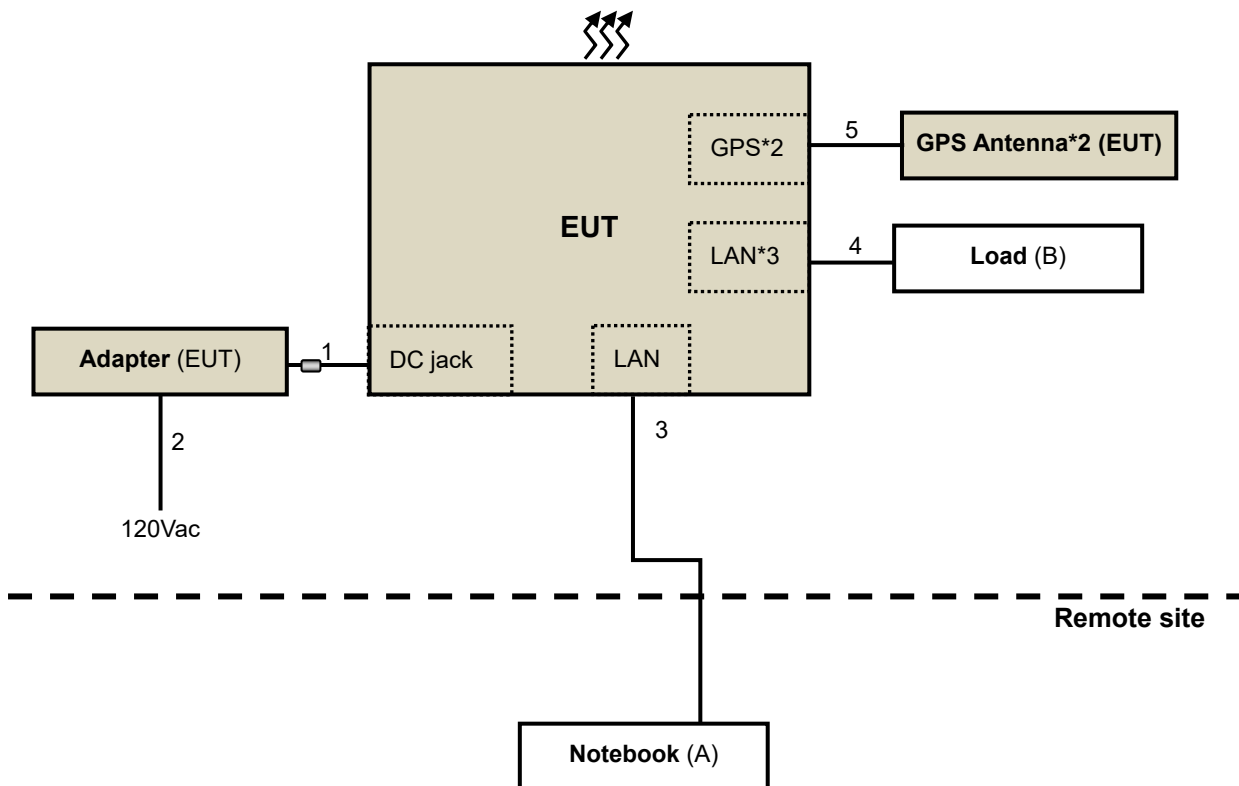 GPS*2
5
GPS Antenna*2 (EUT)
EUT
LAN*3
4
Load (B)
Adapter (EUT)
1
DC jack
LAN
2
3
120Vac
Remote site
Notebook (A)